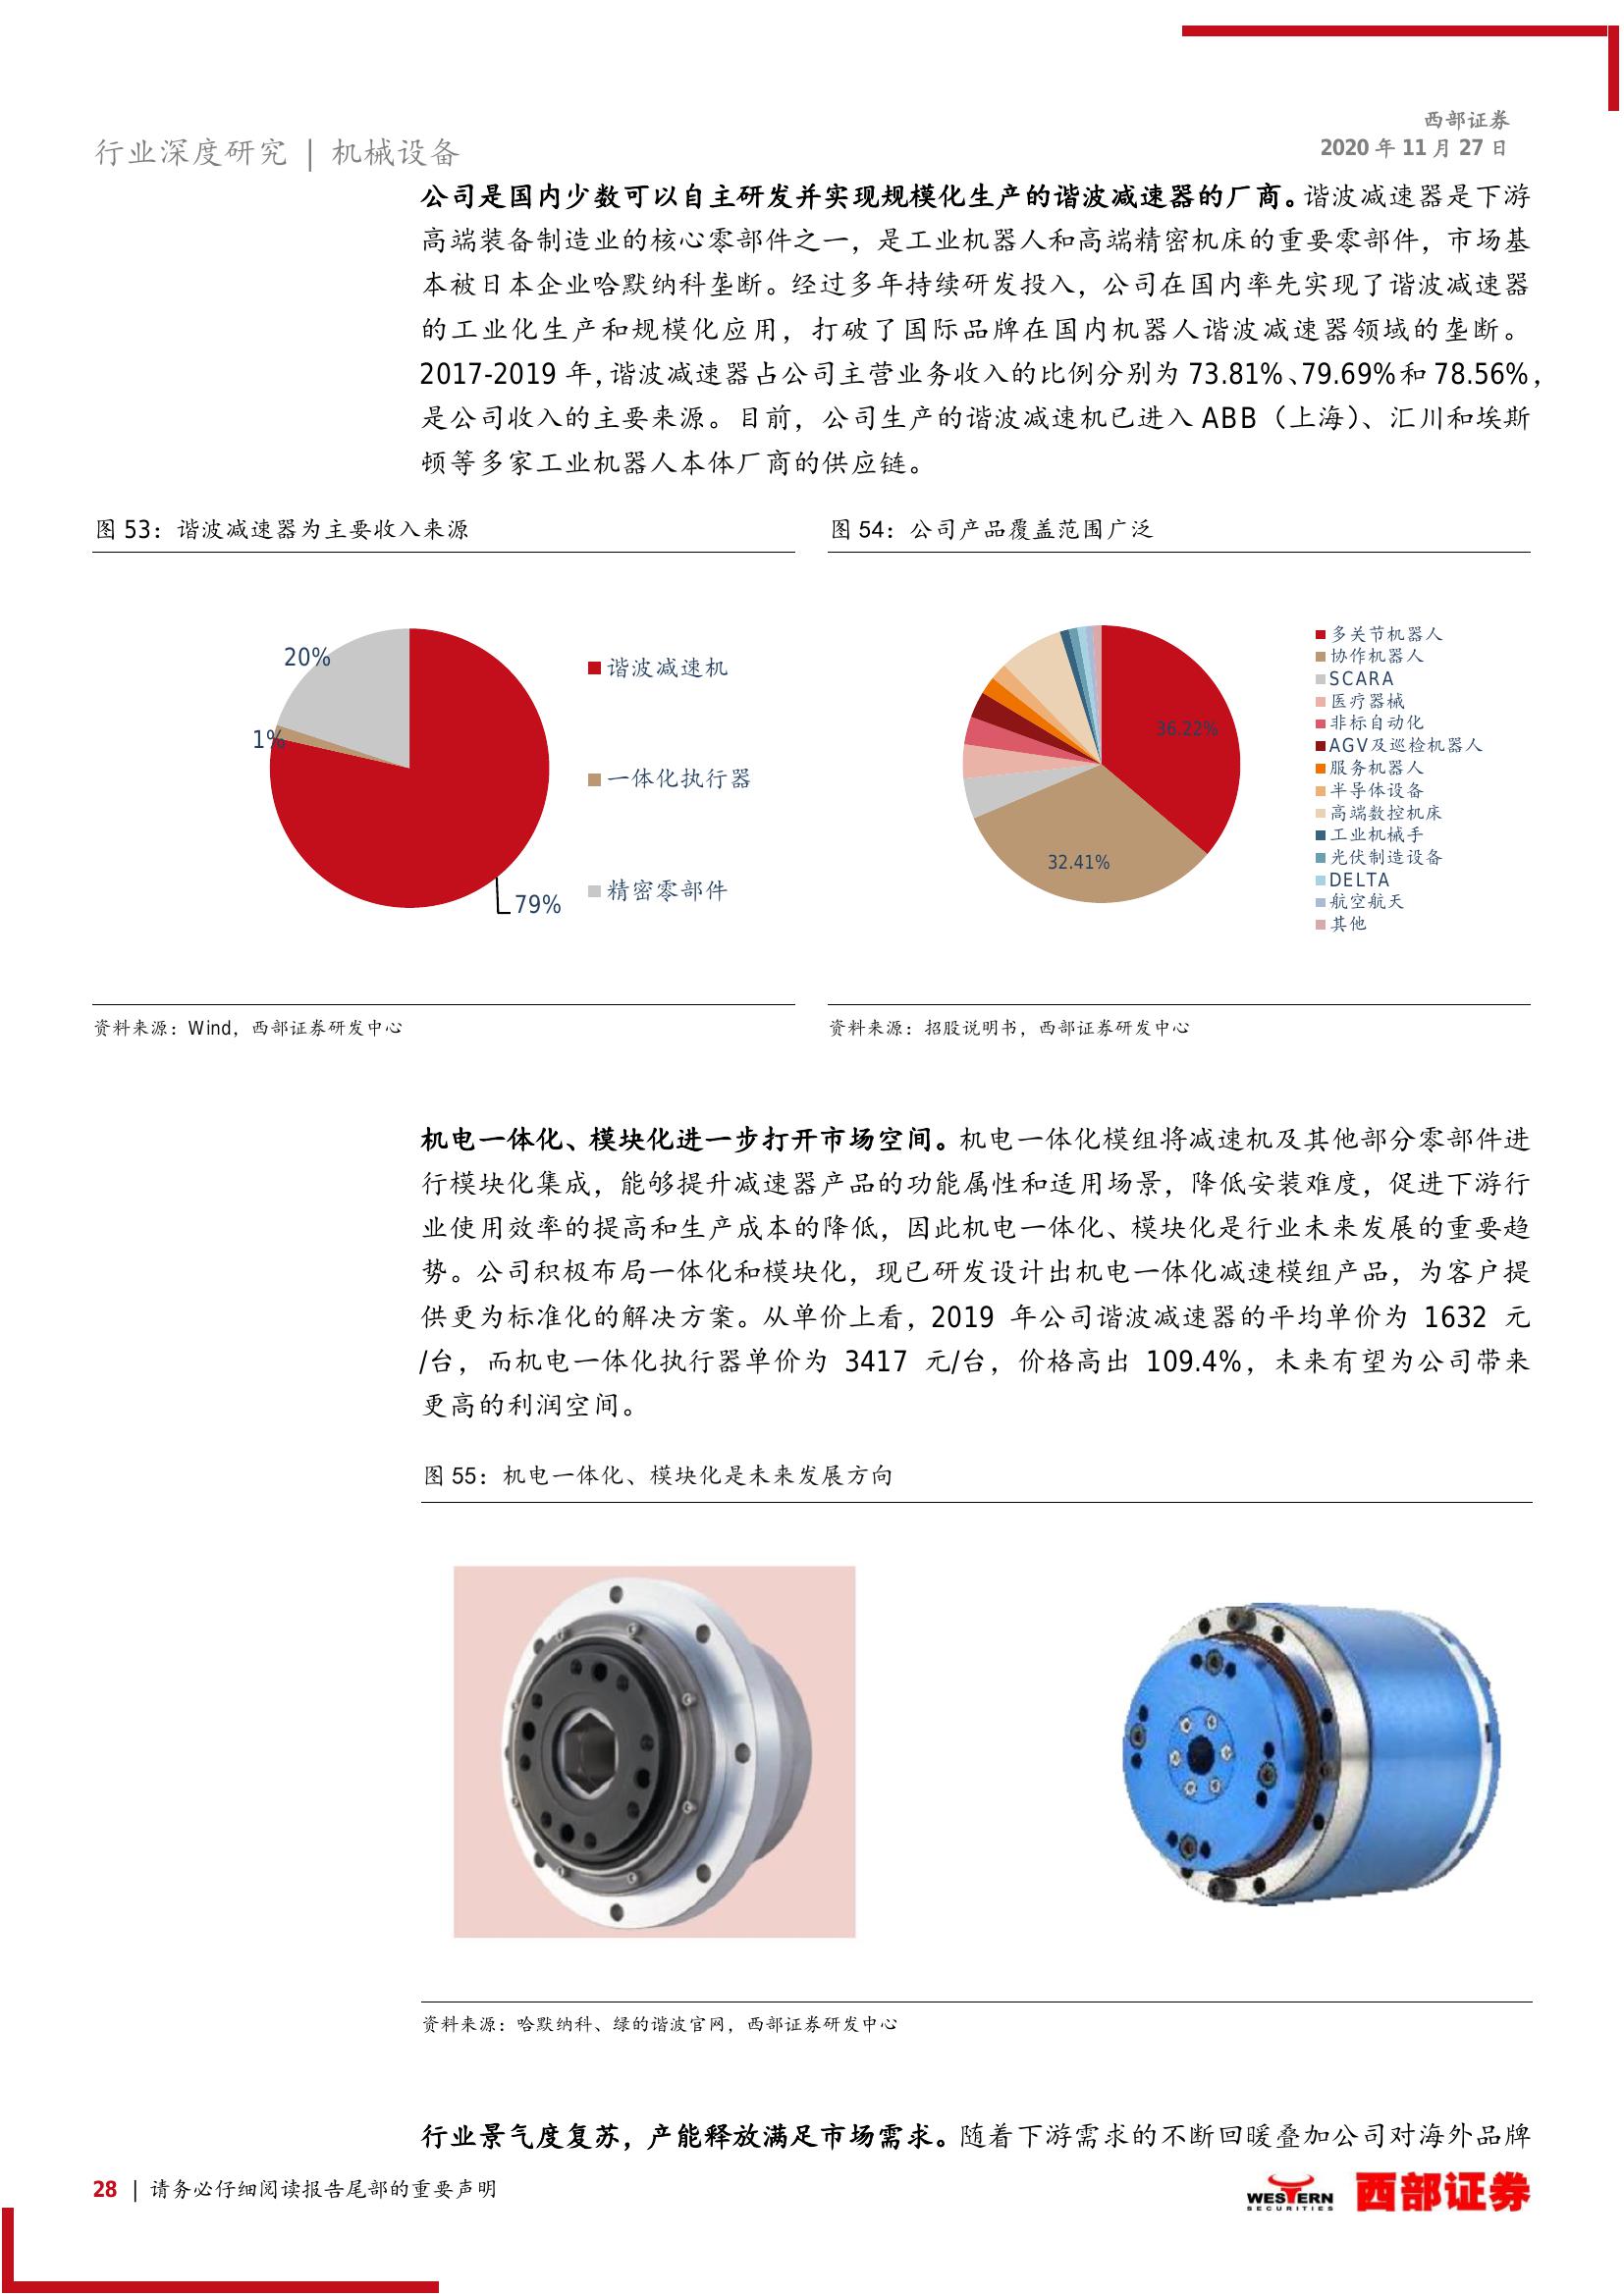 西部证券
2020 年 11 月 27 日
行业深度研究 | 机械设备
公司是国内少数可以自主研发并实现规模化生产的谐波减速器的厂商。谐波减速器是下游
高端装备制造业的核心零部件之一，是工业机器人和高端精密机床的重要零部件，市场基
本被日本企业哈默纳科垄断。经过多年持续研发投入，公司在国内率先实现了谐波减速器
的工业化生产和规模化应用，打破了国际品牌在国内机器人谐波减速器领域的垄断。
2017-2019 年，谐波减速器占公司主营业务收入的比例分别为 73.81%、79.69%和 78.56%，
是公司收入的主要来源。目前，公司生产的谐波减速机已进入 ABB（上海）、汇川和埃斯
顿等多家工业机器人本体厂商的供应链。
图 53：谐波减速器为主要收入来源
20%
1%
79%
谐波减速机
一体化执行器
精密零部件
资料来源：Wind，西部证券研发中心
图 54：公司产品覆盖范围广泛
36.22%
32.41%
多关节机器人
协作机器人
SCARA
医疗器械
非标自动化
AGV及巡检机器人
服务机器人
半导体设备
高端数控机床
工业机械手
光伏制造设备
DELTA
航空航天
其他
资料来源：招股说明书，西部证券研发中心
机电一体化、模块化进一步打开市场空间。机电一体化模组将减速机及其他部分零部件进
行模块化集成，能够提升减速器产品的功能属性和适用场景，降低安装难度，促进下游行
业使用效率的提高和生产成本的降低，因此机电一体化、模块化是行业未来发展的重要趋
势。公司积极布局一体化和模块化，现已研发设计出机电一体化减速模组产品，为客户提
供更为标准化的解决方案。从单价上看，2019 年公司谐波减速器的平均单价为 1632 元
/台，而机电一体化执行器单价为 3417 元/台，价格高出 109.4%，未来有望为公司带来
更高的利润空间。
图 55：机电一体化、模块化是未来发展方向
资料来源：哈默纳科、绿的谐波官网，西部证券研发中心
行业景气度复苏，产能释放满足市场需求。随着下游需求的不断回暖叠加公司对海外品牌
28 | 请务必仔细阅读报告尾部的重要声明
WESTERN
SECURITIES
西部证券